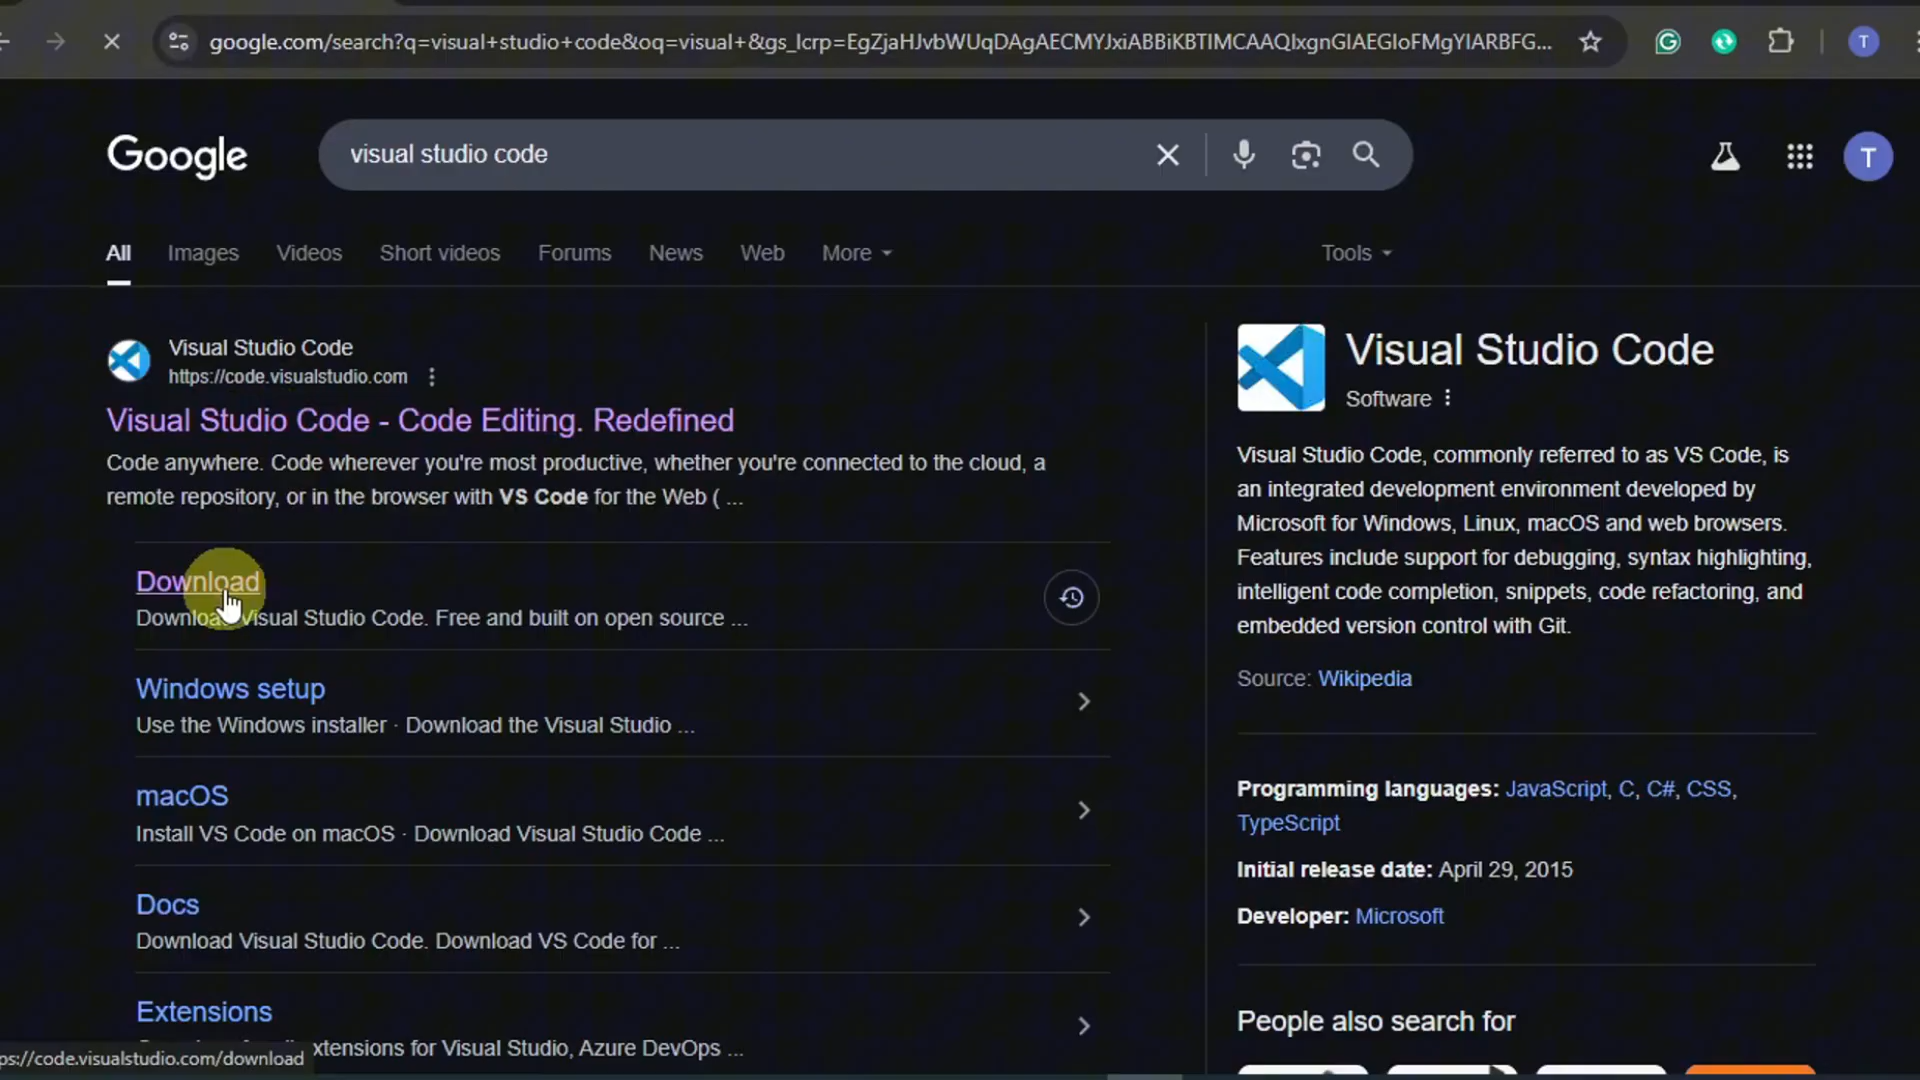 google.com/search?q=visual+studio+code&oq=visual+&gs_lcrp=EgZjaHJvbWUqDAgAECMYJxiABBiKBTIMCAAQIxgnGIAEGIoFMgYIARBFG...
T
Google
visual studio code
T
All Images Videos Short videos Forums News Web More Tools
Visual Studio Code
https://code.visualstudio.com
Visual Studio Code - Code Editing. Redefined
Code anywhere. Code wherever you're most productive, whether you're connected to the cloud, a
remote repository, or in the browser with VS Code for the Web ( ...
Download
Download Visual Studio Code. Free and built on open source ...
Windows setup
Use the Windows installer · Download the Visual Studio ...
macOS
Install VS Code on macOS · Download Visual Studio Code ...
Docs
Download Visual Studio Code. Download VS Code for ...
Extensions
xtensions for Visual Studio, Azure DevOps ...
ps://code.visualstudio.com/download
Visual Studio Code
Software
Visual Studio Code, commonly referred to as VS Code, is
an integrated development environment developed by
Microsoft for Windows, Linux, macOS and web browsers.
Features include support for debugging, syntax highlighting,
intelligent code completion, snippets, code refactoring, and
embedded version control with Git.
Source: Wikipedia
Programming languages: JavaScript, C, C#, CSS,
TypeScript
Initial release date: April 29, 2015
Developer: Microsoft
People also search for